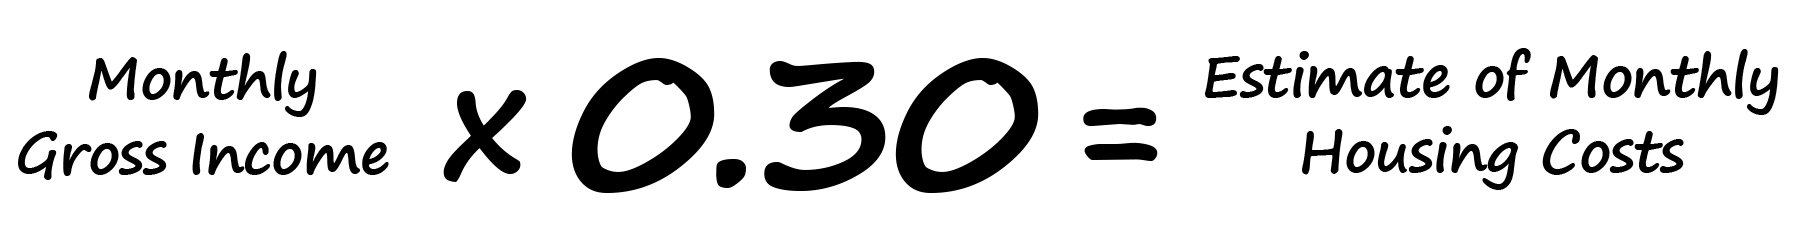 Monthly
Gross Income
x 0.30 =
Estimate of Monthly
Housing Costs